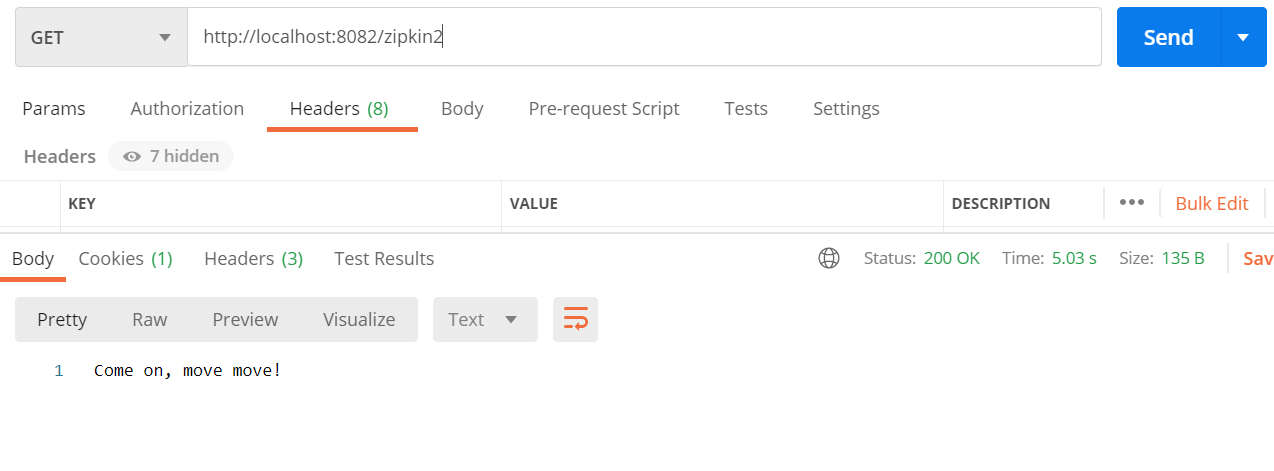 GET http://localhost:8082/zipkin2 Send
Params Authorization Headers (8) Body Pre-request Script Tests Settings
Headers 7 hidden
KEY VALUE DESCRIPTION ••• Bulk Edit
Body Cookies (1) Headers (3) Test Results Status: 200 OK Time: 5.03 s Size: 135 B Sav
Pretty Raw Preview Visualize Text
1 Come on, move move!